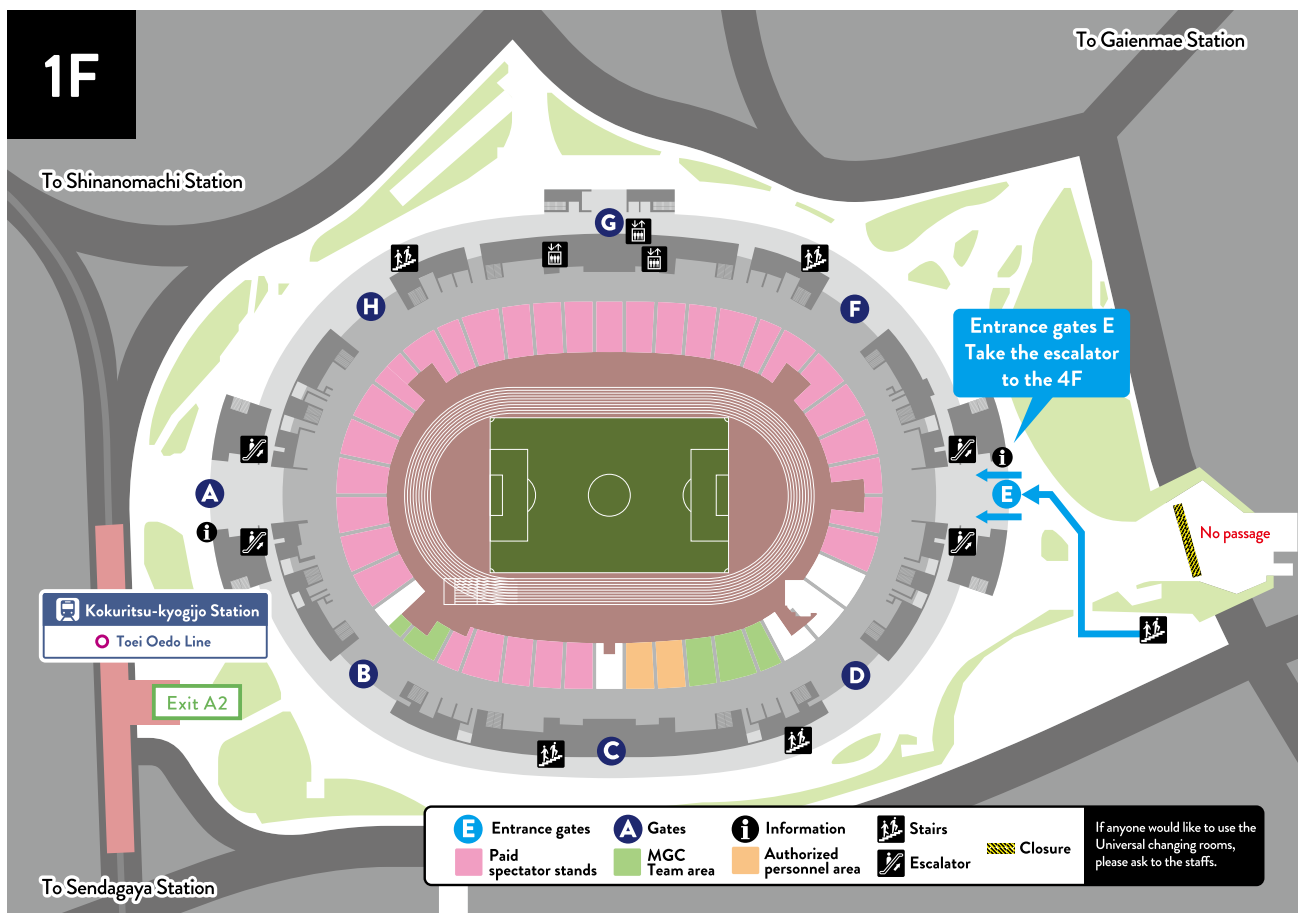 1F
To Gaienmae Station
To Shinanomachi Station
G
H
F
Entrance gates E
Take the escalator
to the 4F
i
A
E
i
No passage
Kokuritsu-kyogijo Station
Toei Oedo Line
B
D
Exit A2
C
E Entrance gates
A Gates
i Information
Stairs
Paid
spectator stands
MGC
Team area
Authorized
personnel area
Escalator
Closure
If anyone would like to use the
Universal changing rooms,
please ask to the staffs.
To Sendagaya Station